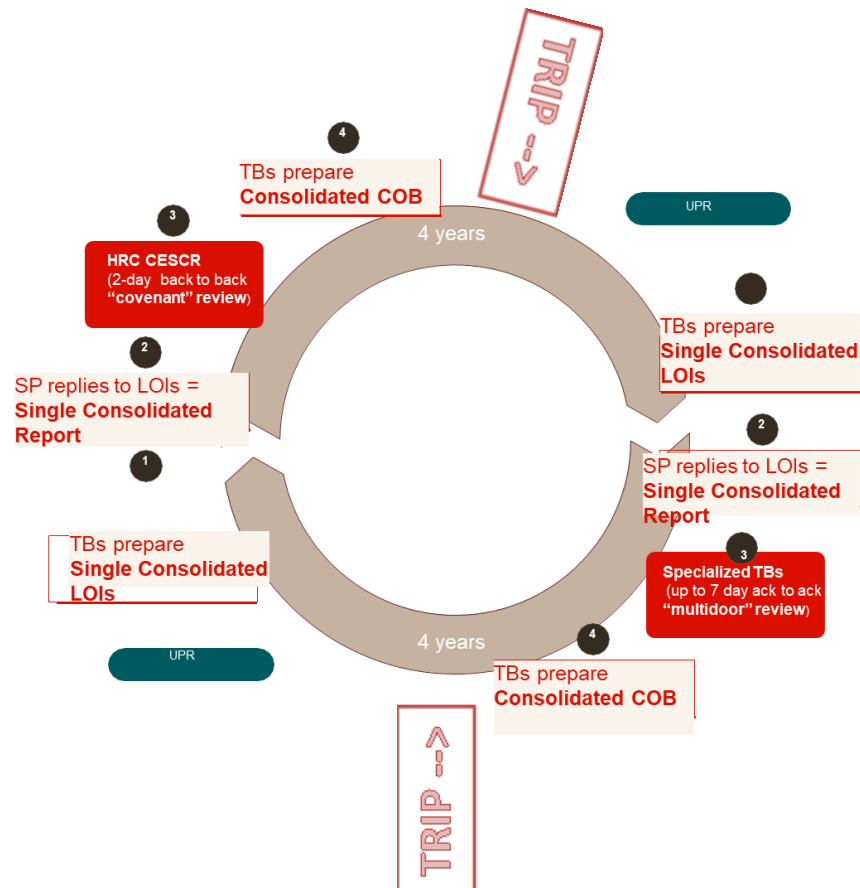 TRIP -->
4
TBs prepare
Consolidated COB
UPR
4 years
3
HRC CESCR
(2-day back to back
“covenant” review)
TBs prepare
Single Consolidated
LOIs
2
SP replies to LOIs =
Single Consolidated
Report
2
SP replies to LOIs =
Single Consolidated
Report
1
TBs prepare
Single Consolidated
LOIs
3
Specialized TBs
(up to 7 day ack to ack
“multidoor” review)
4 years
4
TBs prepare
Consolidated COB
UPR
TRIP -->